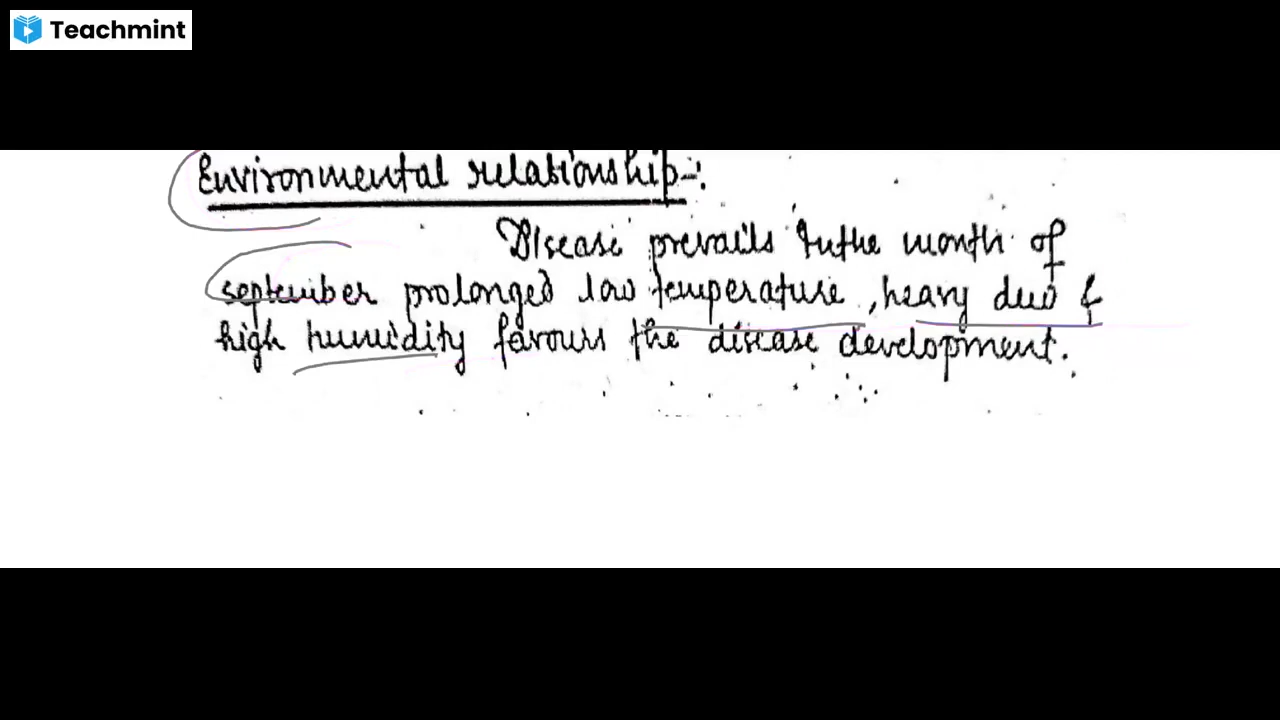 Teachmint
Environmental relationship-:
Disease prevails in the month of
september prolonged low temperature, heavy dew &
high humidity favours the disease development.